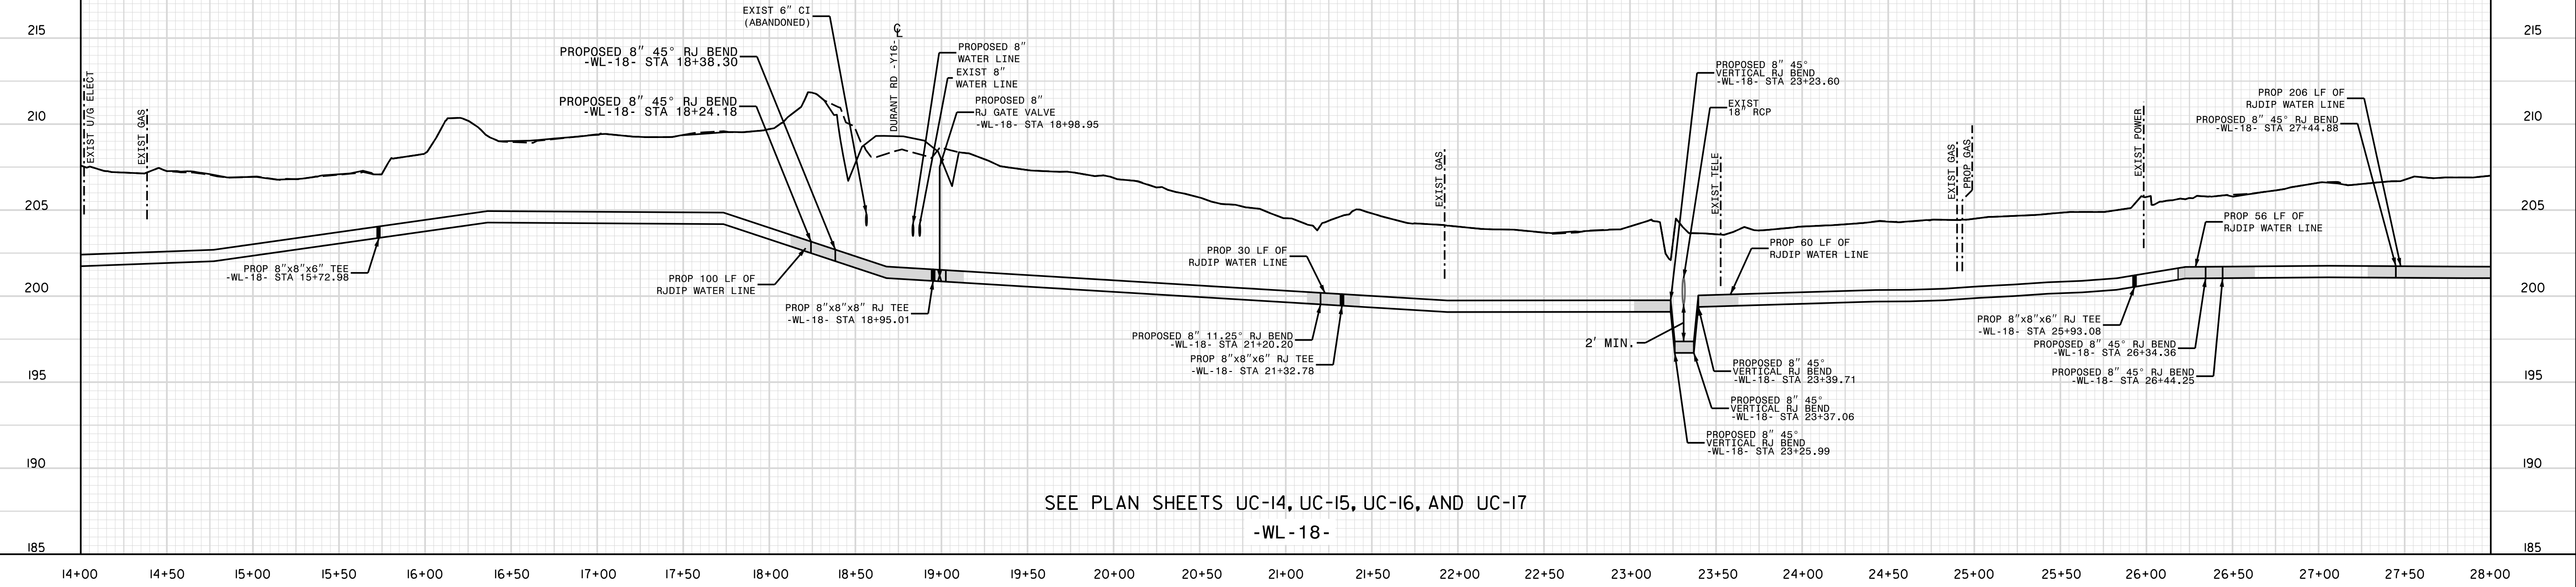 EXIST 6" CI
(ABANDONED)
215
215
PROPOSED 8" 45° RJ BEND
-WL-18- STA 18+38.30
DURANT RD -Y16-
CL
PROPOSED 8"
WATER LINE
EXIST 8"
WATER LINE
PROPOSED 8"
RJ GATE VALVE
-WL-18- STA 18+98.95
PROPOSED 8" 45° RJ BEND
-WL-18- STA 18+24.18
PROPOSED 8" 45°
VERTICAL RJ BEND
-WL-18- STA 23+23.60
EXIST
18" RCP
PROP 206 LF OF
RJDIP WATER LINE
PROPOSED 8" 45° RJ BEND
-WL-18- STA 27+44.88
EXIST U/G ELECT
EXIST GAS
210
210
EXIST GAS
EXIST TELE
EXIST GAS
PROP GAS
EXIST POWER
205
205
PROP 8"x8"x6" TEE
-WL-18- STA 15+72.98
PROP 100 LF OF
RJDIP WATER LINE
PROP 8"x8"x8" RJ TEE
-WL-18- STA 18+95.01
PROP 30 LF OF
RJDIP WATER LINE
PROP 60 LF OF
RJDIP WATER LINE
PROP 56 LF OF
RJDIP WATER LINE
200
200
PROPOSED 8" 11.25° RJ BEND
-WL-18- STA 21+20.20
PROP 8"x8"x6" RJ TEE
-WL-18- STA 21+32.78
2' MIN.
PROPOSED 8" 45°
VERTICAL RJ BEND
-WL-18- STA 23+39.71
PROPOSED 8" 45°
VERTICAL RJ BEND
-WL-18- STA 23+37.06
PROPOSED 8" 45°
VERTICAL RJ BEND
-WL-18- STA 23+25.99
PROP 8"x8"x6" RJ TEE
-WL-18- STA 25+93.08
PROPOSED 8" 45° RJ BEND
-WL-18- STA 26+34.36
PROPOSED 8" 45° RJ BEND
-WL-18- STA 26+44.25
195
195
190
190
SEE PLAN SHEETS UC-14, UC-15, UC-16, AND UC-17
-WL-18-
185
185
14+00 14+50 15+00 15+50 16+00 16+50 17+00 17+50 18+00 18+50 19+00 19+50 20+00 20+50 21+00 21+50 22+00 22+50 23+00 23+50 24+00 24+50 25+00 25+50 26+00 26+50 27+00 27+50 28+00